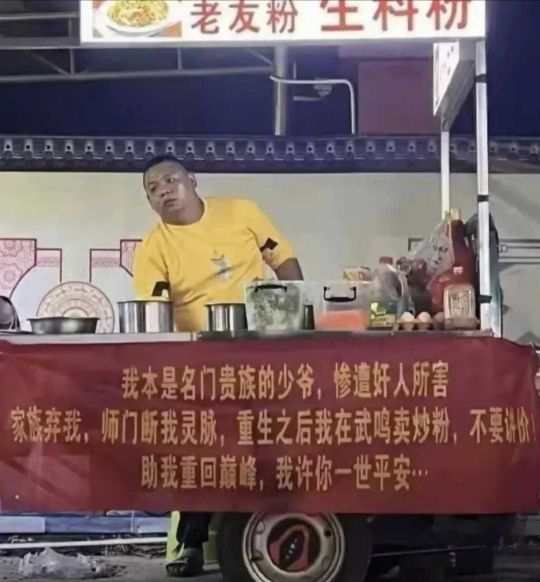 老友粉 生料粉
我本是名门贵族的少爷，惨遭奸人所害
家族弃我，师门断我灵脉，重生之后我在武鸣卖炒粉，不要讲价！
助我重回巅峰，我许你一世平安…